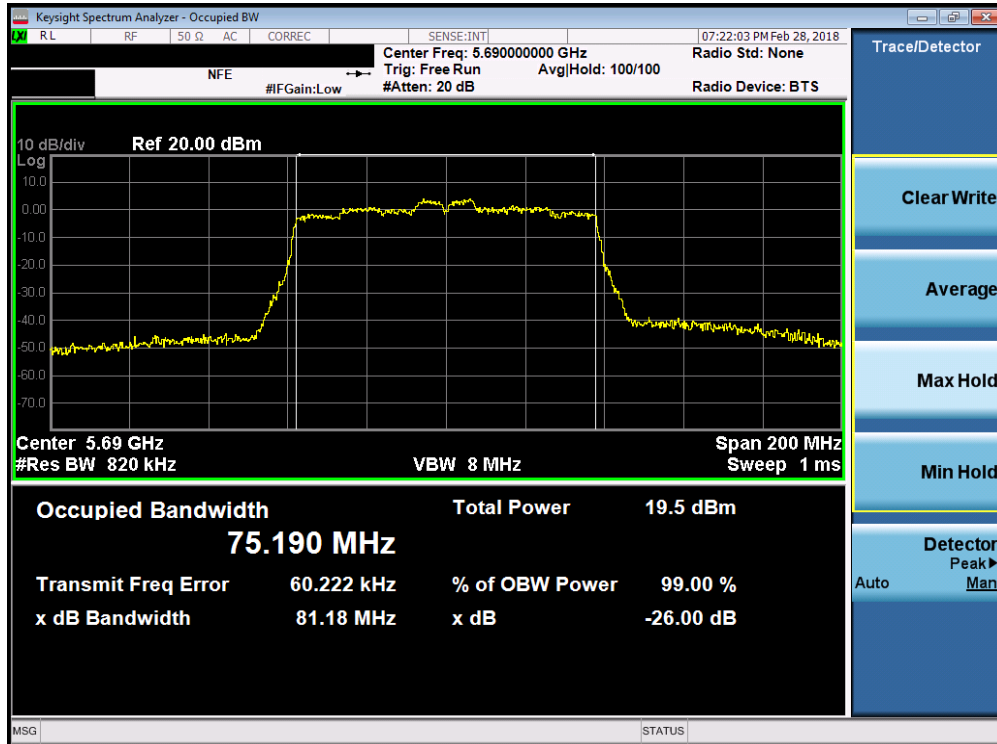 Keysight Spectrum Analyzer - Occupied BW
LXI RL RF 50 Ω AC CORREC SENSE:INT 07:22:03 PM Feb 28, 2018
Center Freq: 5.690000000 GHz Radio Std: None
NFE Trig: Free Run Avg|Hold: 100/100
#IFGain:Low #Atten: 20 dB Radio Device: BTS
10 dB/div Ref 20.00 dBm
Log
10.0
0.00
-10.0
-20.0
-30.0
-40.0
-50.0
-60.0
-70.0
Center 5.69 GHz Span 200 MHz
#Res BW 820 kHz VBW 8 MHz Sweep 1 ms
Occupied Bandwidth Total Power 19.5 dBm
75.190 MHz
Transmit Freq Error 60.222 kHz % of OBW Power 99.00 %
x dB Bandwidth 81.18 MHz x dB -26.00 dB
MSG STATUS
Trace/Detector
Clear Write
Average
Max Hold
Min Hold
Detector
Peak▶
Auto Man